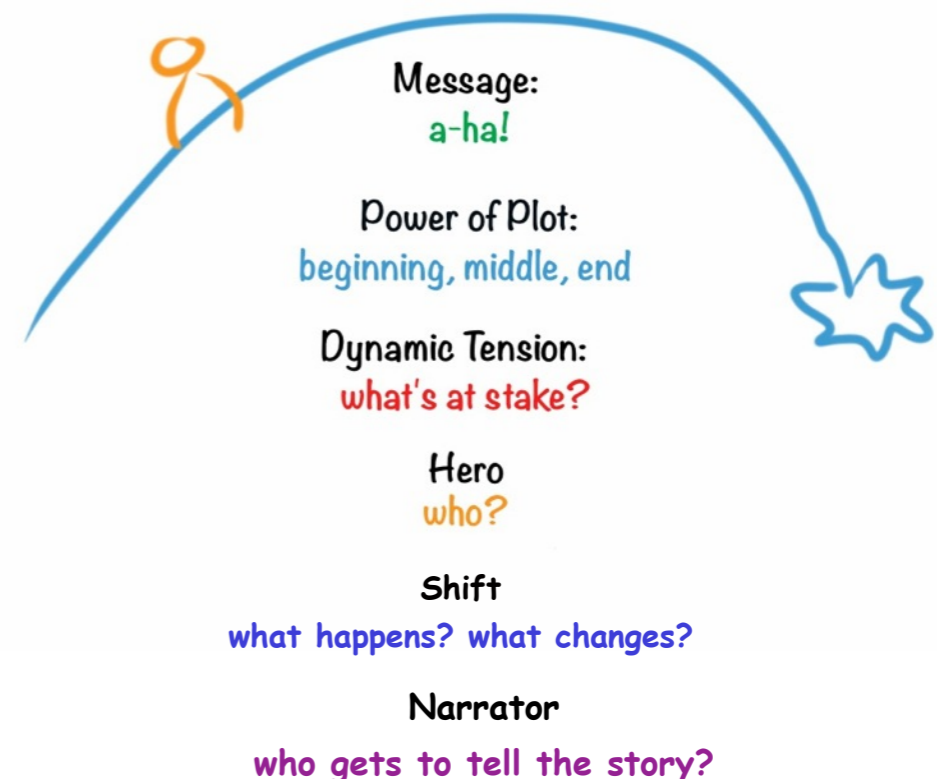 Message:
a-ha!
Power of Plot:
beginning, middle, end
Dynamic Tension:
what's at stake?
Hero
who?
Shift
what happens? what changes?
Narrator
who gets to tell the story?